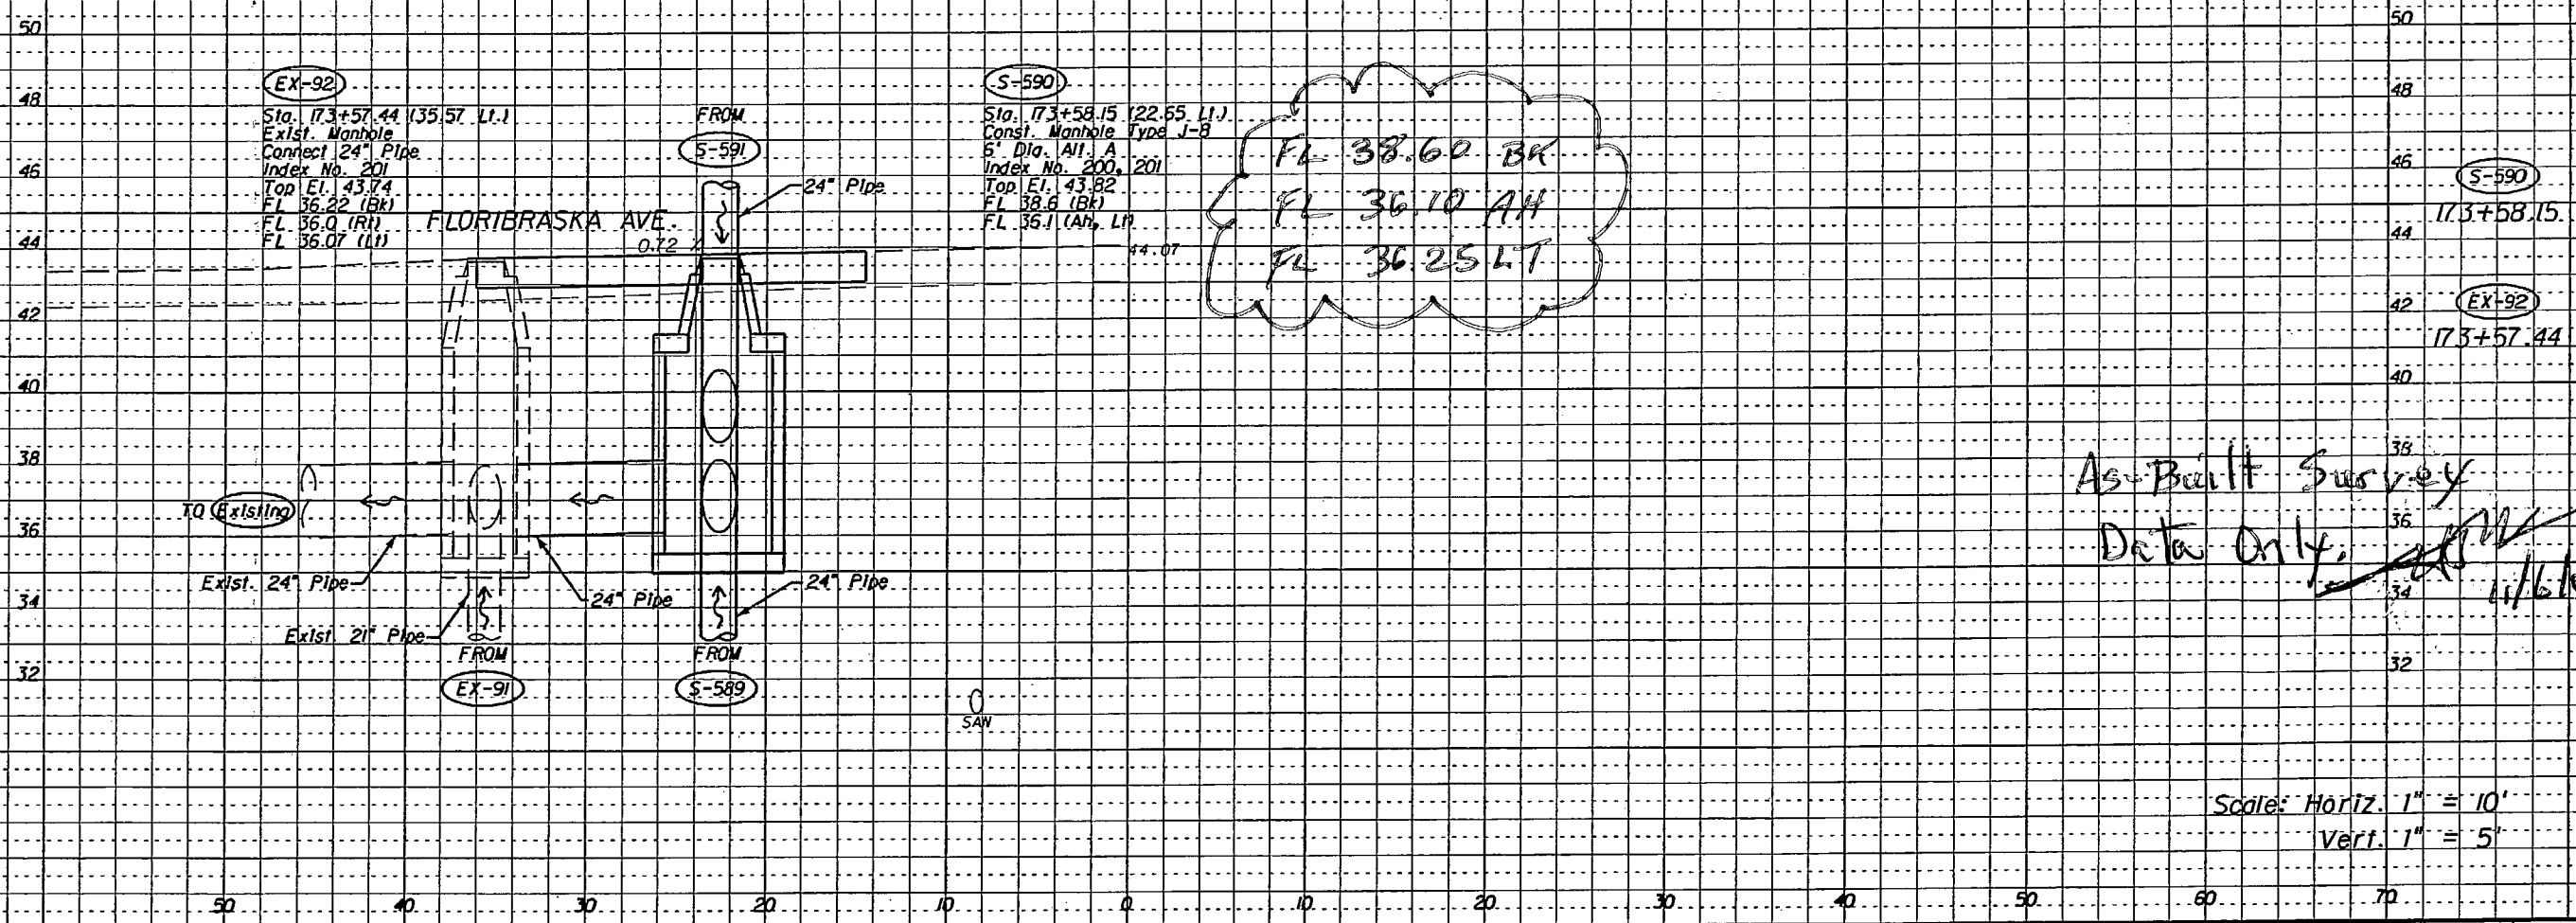 50
48
46
44
42
40
38
36
34
32
EX-92
Sta. 173+57.44 (35.57 Lt.)
Exist. Manhole
Connect 24" Pipe
Index No. 201
Top El. 43.74
FL 36.22 (Bk)
FL 36.0 (Rt)
FL 36.07 (Lt)
FLORIBRASKA AVE.
FROM
S-591
24" Pipe
0.72
44.07
S-590
Sta. 173+58.15 (22.65 Lt.)
Const. Manhole Type J-8
6' Dia. Alt. A
Index No. 200, 201
Top El. 43.82
FL 38.6 (Bk)
FL 36.1 (Ah, Lt)
FL 38.60 BK
FL 36.10 AH
FL 36.25 LT
TO Existing
Exist. 24" Pipe
24" Pipe
24" Pipe
Exist. 21" Pipe
FROM
EX-91
FROM
S-589
SAN
50
48
46
44
42
40
38
36
34
32
S-590
173+58.15
EX-92
173+57.44
As-Built Survey
Data Only.
Scale: Horiz. 1" = 10'
Vert. 1" = 5'
50 40 30 20 10 0 10 20 30 40 50 60 70